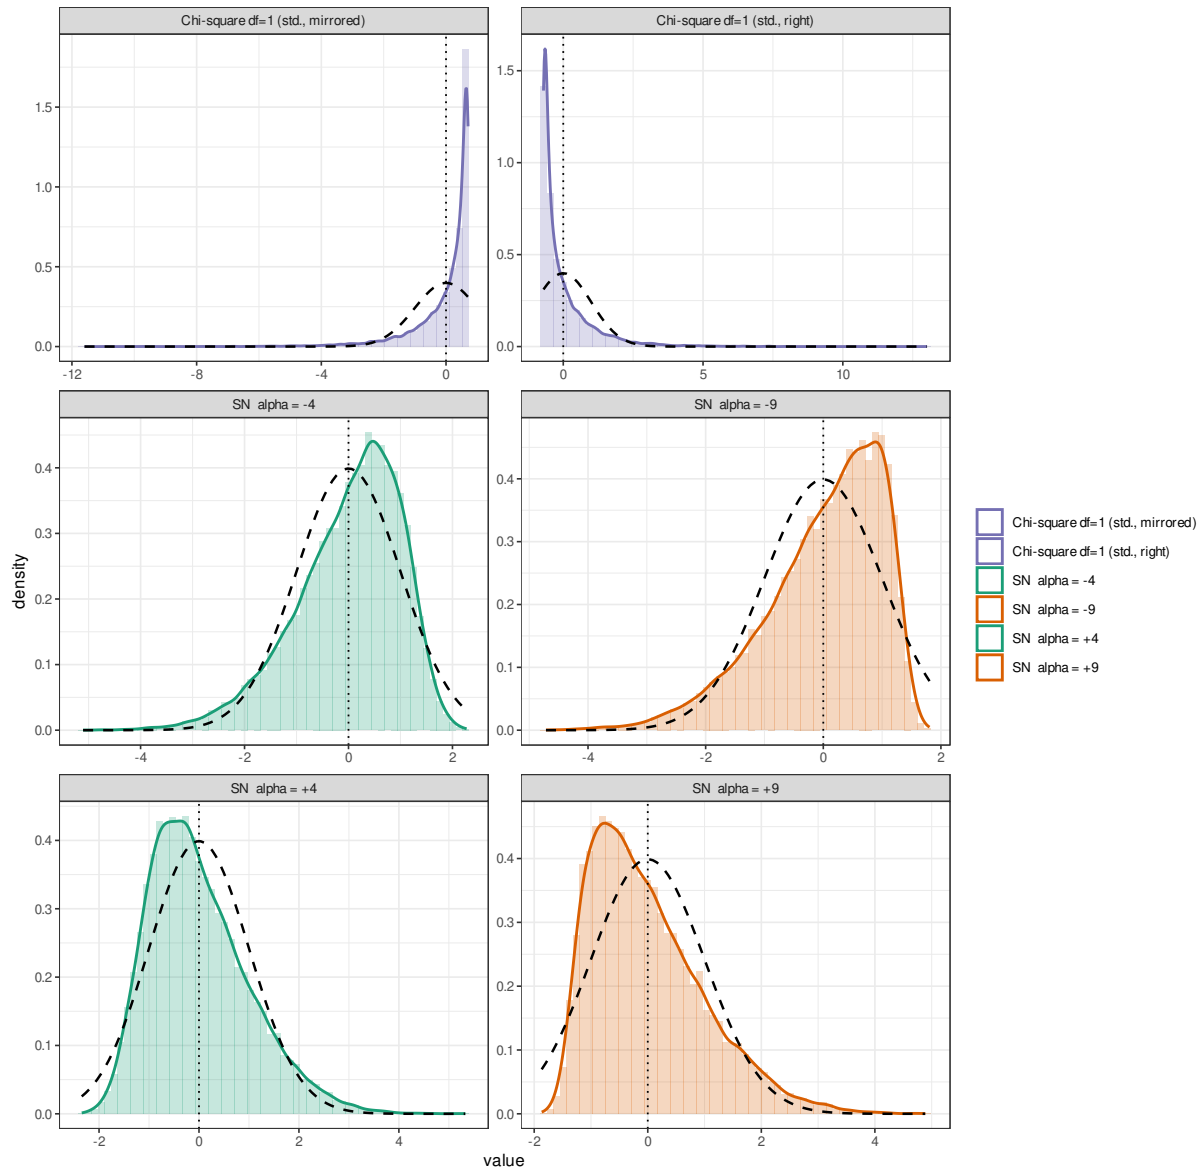 Chi-square df=1 (std., mirrored)
Chi-square df=1 (std., right)
1.5
1.0
0.5
0.0
-12 -8 -4 0
1.5
1.0
0.5
0.0
0 5 10
SN alpha = -4
SN alpha = -9
0.4
0.3
0.2
0.1
0.0
-4 -2 0 2
0.4
0.3
0.2
0.1
0.0
-4 -2 0 2
SN alpha = +4
SN alpha = +9
0.4
0.3
0.2
0.1
0.0
-2 0 2 4
0.4
0.3
0.2
0.1
0.0
-2 0 2 4
density
value
Chi-square df=1 (std., mirrored)
Chi-square df=1 (std., right)
SN alpha = -4
SN alpha = -9
SN alpha = +4
SN alpha = +9